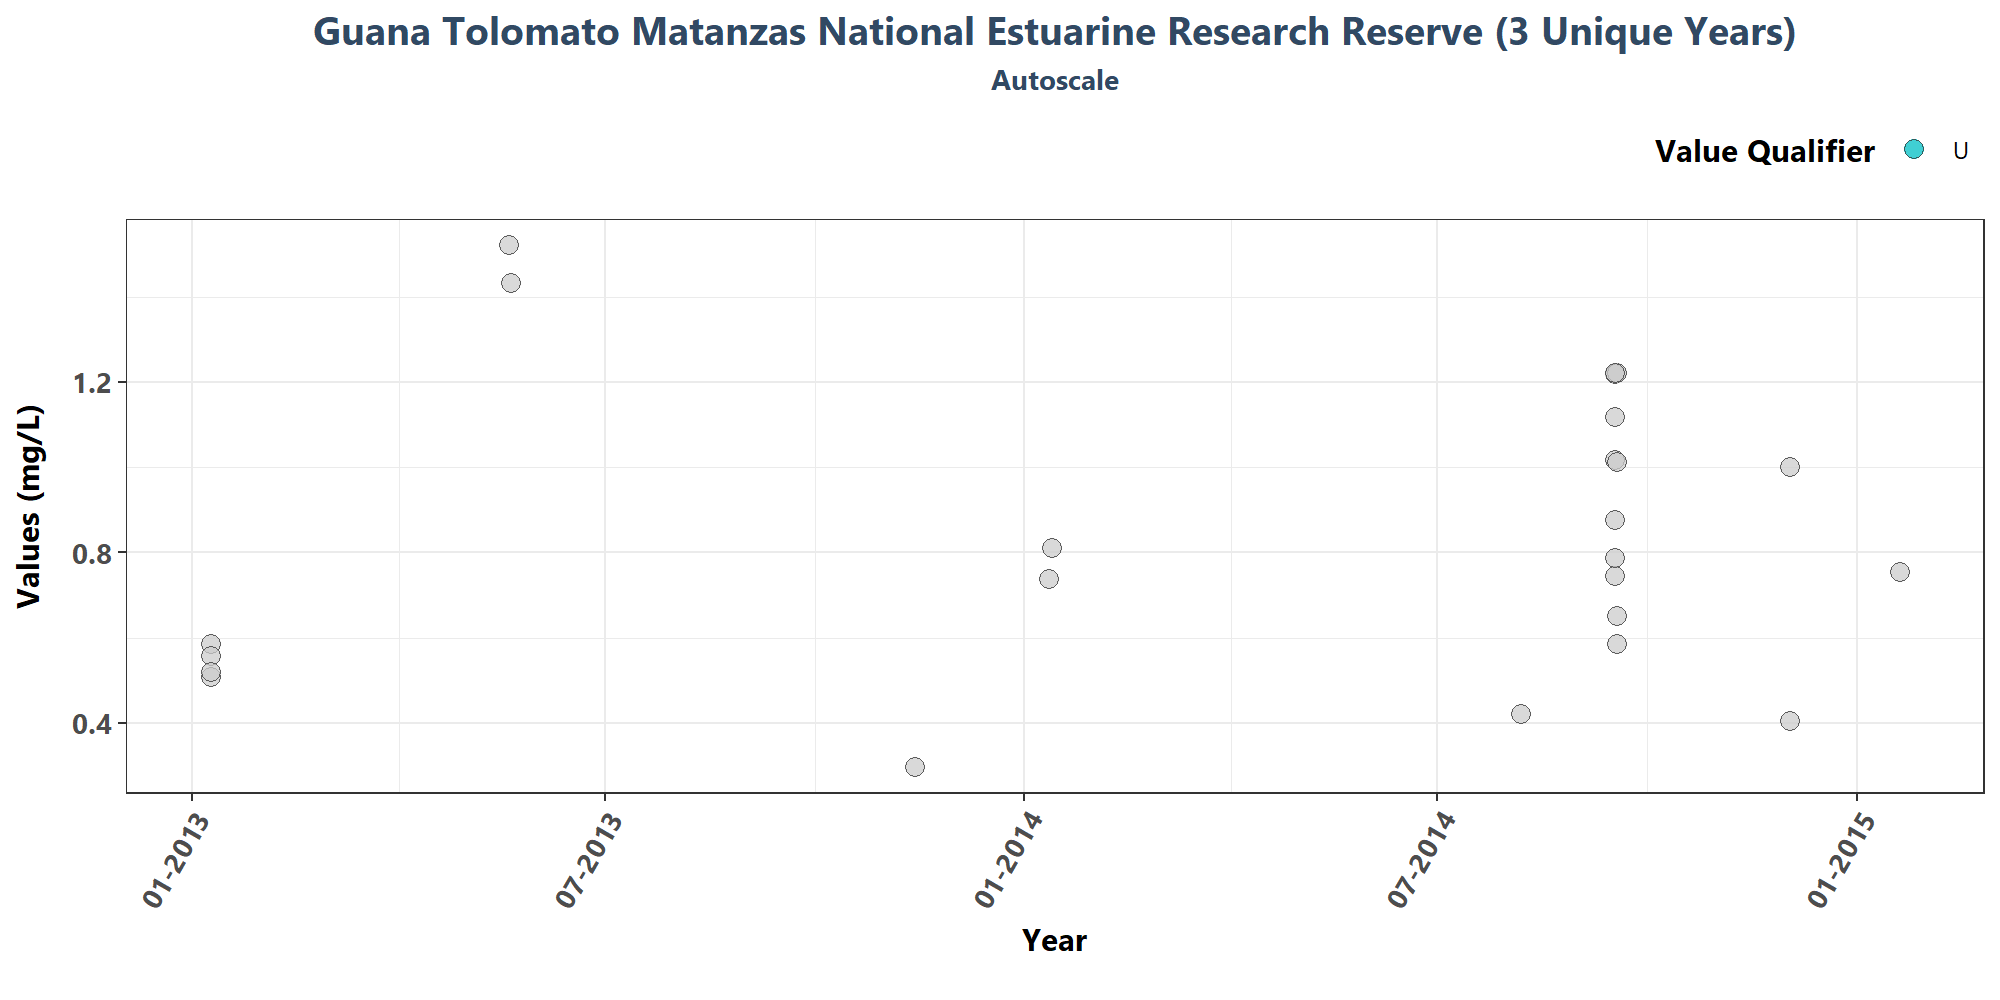 Guana Tolomato Matanzas National Estuarine Research Reserve (3 Unique Years)
Autoscale
Value Qualifier U
Values (mg/L)
1.2
0.8
0.4
01-2013
07-2013
01-2014
07-2014
01-2015
Year